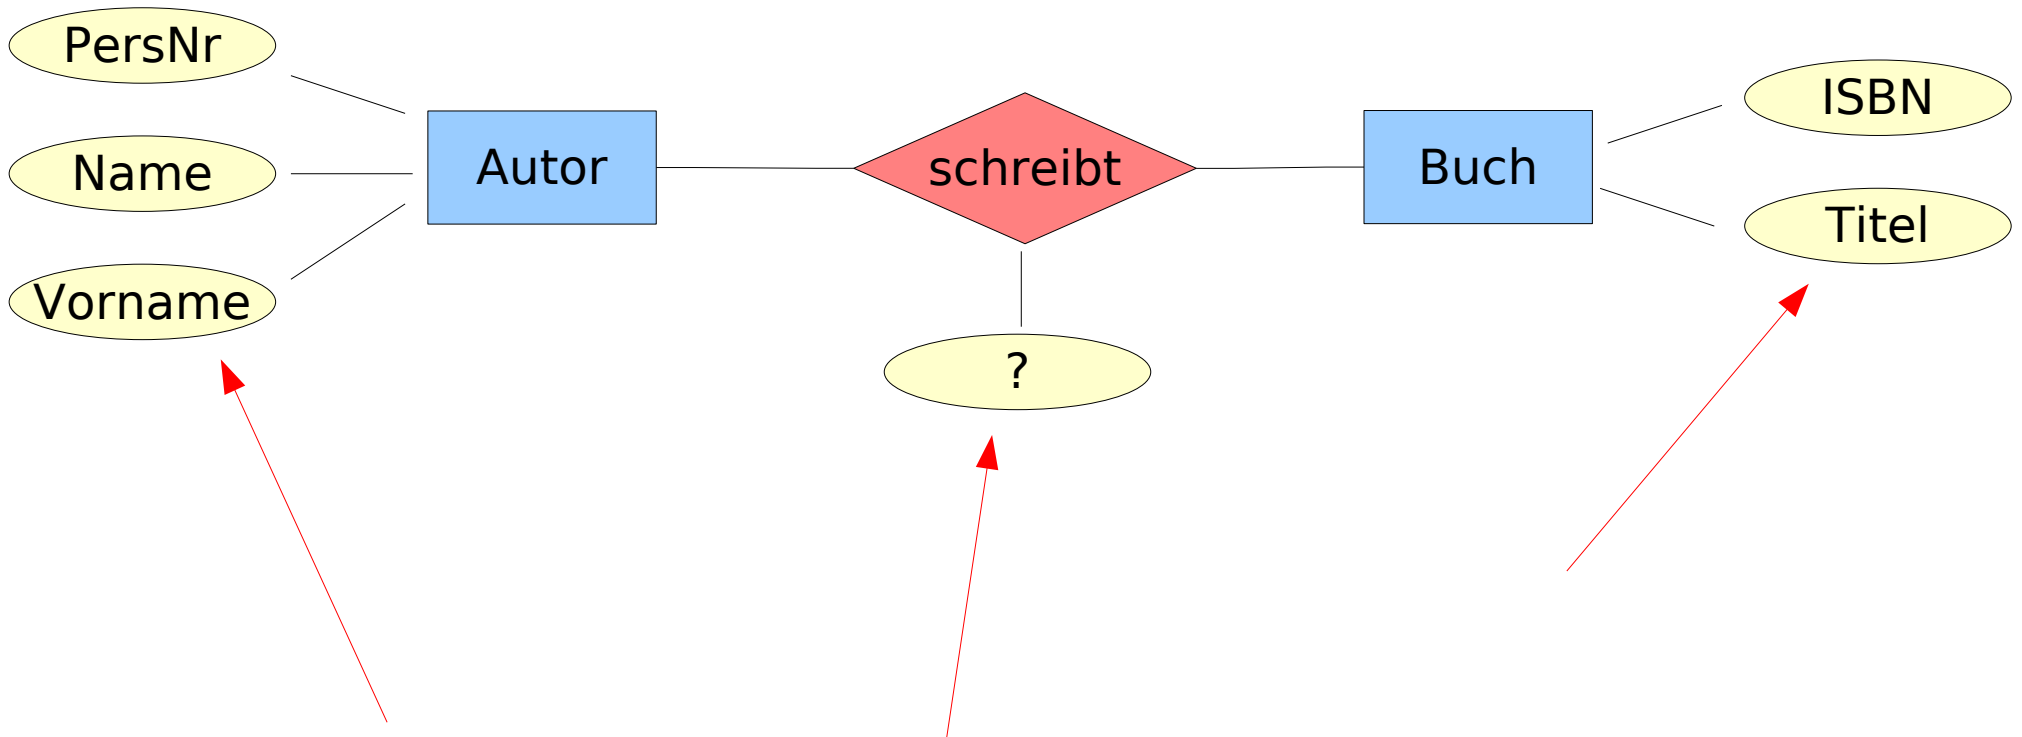 PersNr
Name
Vorname
Autor
schreibt
?
Buch
ISBN
Titel